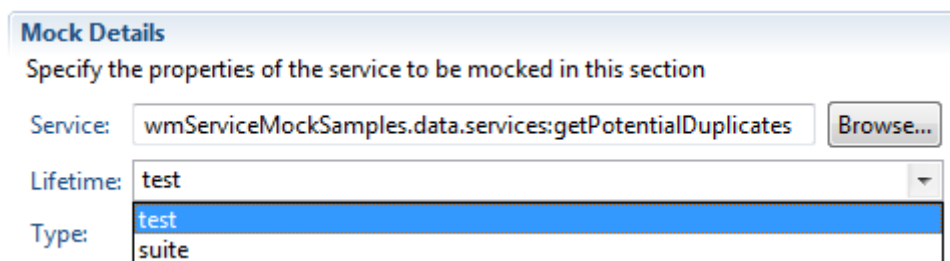 Mock Details
Specify the properties of the service to be mocked in this section
Service: wmServiceMockSamples.data.services:getPotentialDuplicates Browse...
Lifetime: test
test
Type:
suite